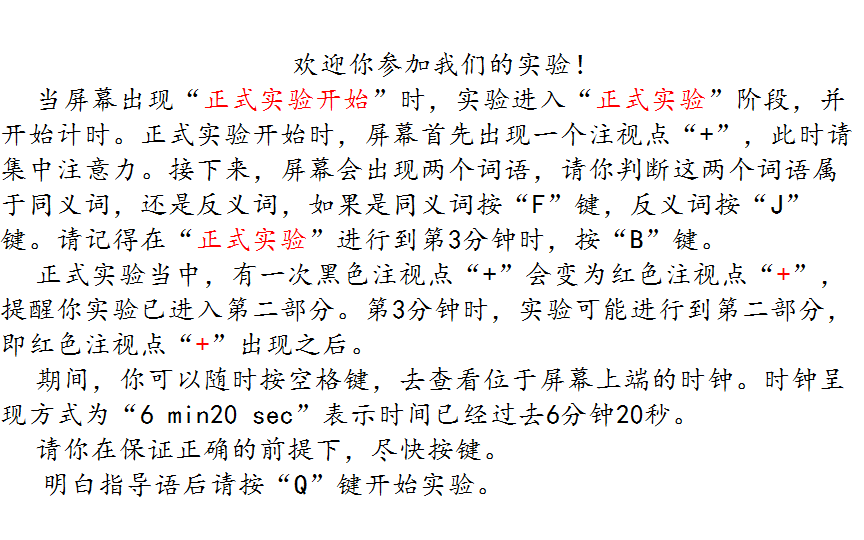 欢迎你参加我们的实验！
当屏幕出现“正式实验开始”时，实验进入“正式实验”阶段，并
开始计时。正式实验开始时，屏幕首先出现一个注视点“+”，此时请
集中注意力。接下来，屏幕会出现两个词语，请你判断这两个词语属
于同义词，还是反义词，如果是同义词按“F”键，反义词按“J”
键。请记得在“正式实验”进行到第3分钟时，按“B”键。
正式实验当中，有一次黑色注视点“+”会变为红色注视点“+”，
提醒你实验已进入第二部分。第3分钟时，实验可能进行到第二部分，
即红色注视点“+”出现之后。
期间，你可以随时按空格键，去查看位于屏幕上端的时钟。时钟呈
现方式为“6 min20 sec”表示时间已经过去6分钟20秒。
请你在保证正确的前提下，尽快按键。
明白指导语后请按“Q”键开始实验。